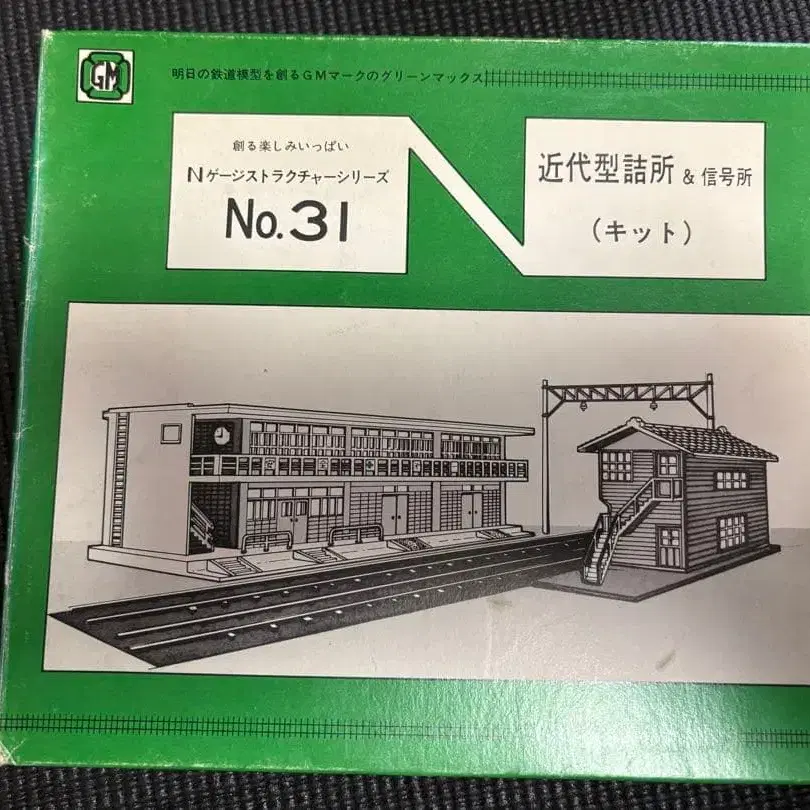 GM
明日の鉄道模型を創るGMマークのグリーンマックス
創る楽しみいっぱい
Nゲージストラクチャーシリーズ
No.31
近代型詰所 & 信号所
(キット)